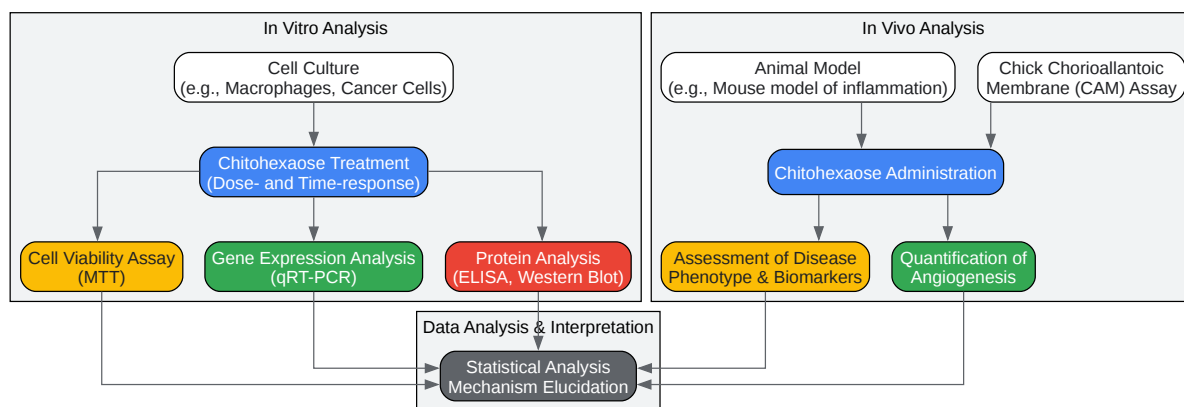 In Vitro Analysis
Cell Culture
(e.g., Macrophages, Cancer Cells)
Chitohexaose Treatment
(Dose- and Time-response)
Cell Viability Assay
(MTT)
Gene Expression Analysis
(qRT-PCR)
Protein Analysis
(ELISA, Western Blot)
In Vivo Analysis
Animal Model
(e.g., Mouse model of inflammation)
Chick Chorioallantoic
Membrane (CAM) Assay
Chitohexaose Administration
Assessment of Disease
Phenotype & Biomarkers
Quantification of
Angiogenesis
Data Analysis & Interpretation
Statistical Analysis
Mechanism Elucidation